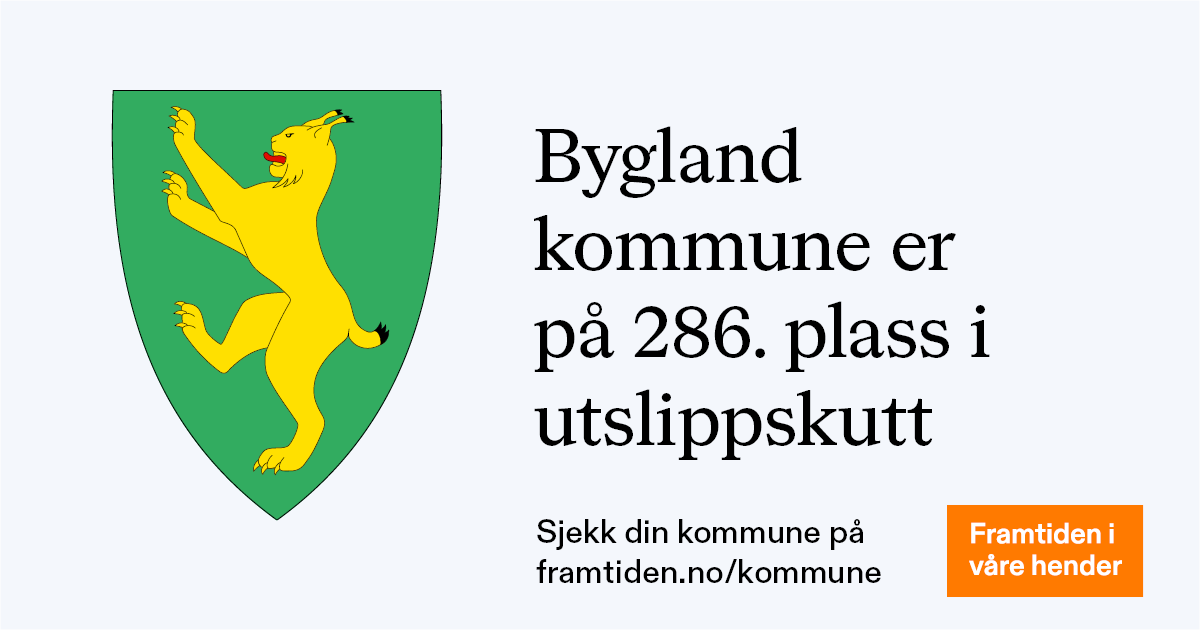 Bygland
kommune er
på 286. plass i
utslippskutt
Sjekk din kommune på
framtiden.no/kommune
Framtiden i
våre hender